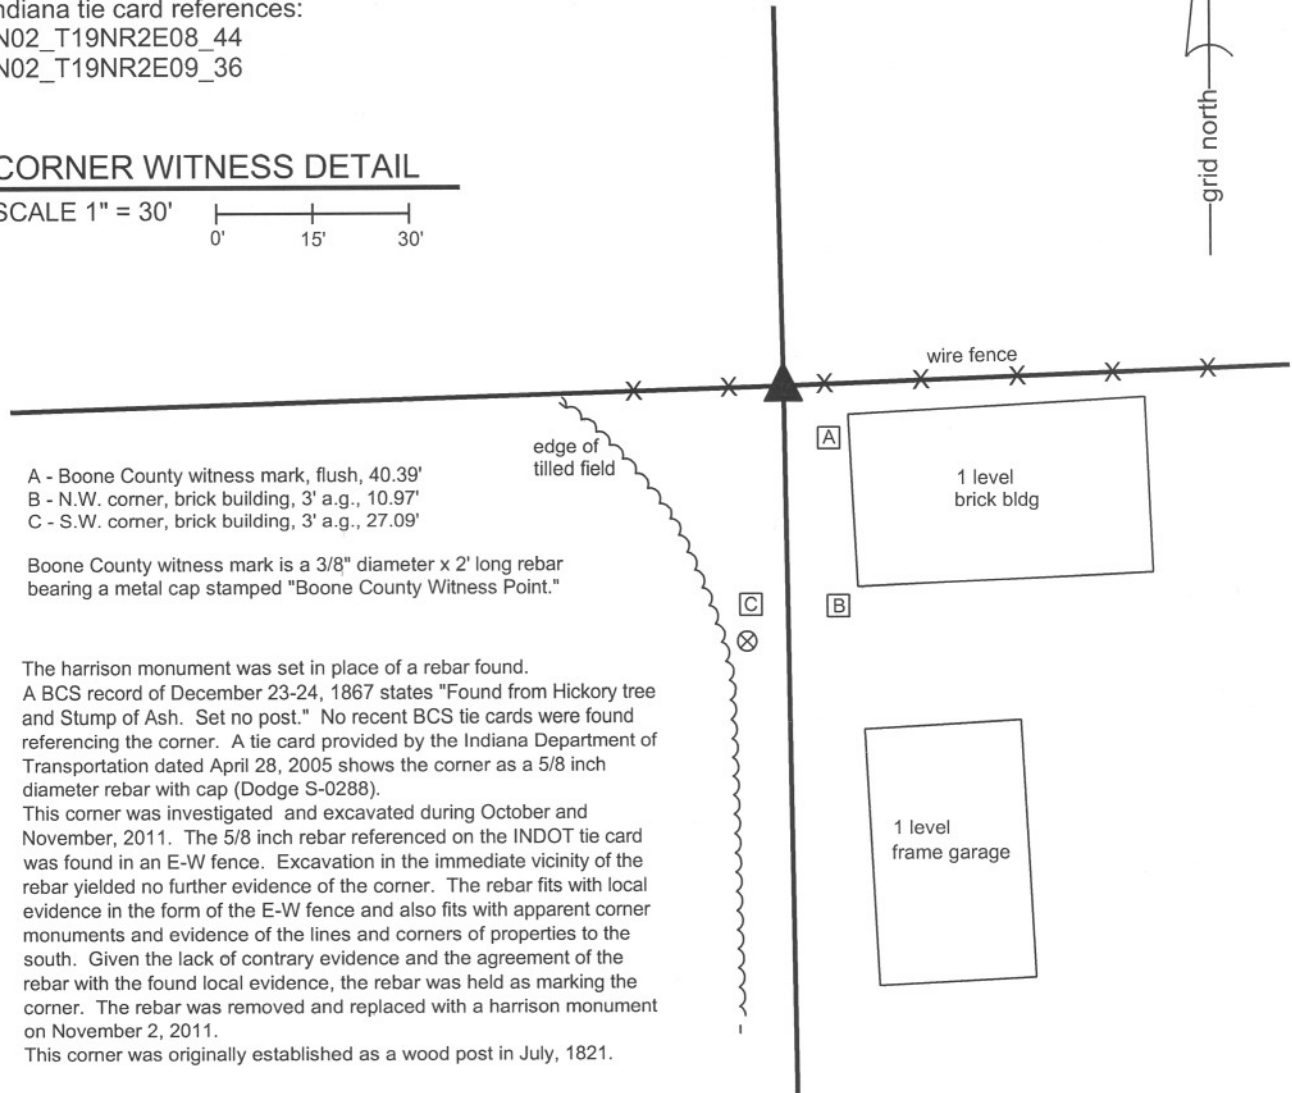 ndiana tie card references:
N02_T19NR2E08_44
N02_T19NR2E09_36
grid north
CORNER WITNESS DETAIL
SCALE 1" = 30'
0' 15' 30'
wire fence
edge of
tilled field
A
1 level
brick bldg
A - Boone County witness mark, flush, 40.39'
B - N.W. corner, brick building, 3' a.g., 10.97'
C - S.W. corner, brick building, 3' a.g., 27.09'
Boone County witness mark is a 3/8" diameter x 2' long rebar
bearing a metal cap stamped "Boone County Witness Point."
C
B
The harrison monument was set in place of a rebar found.
A BCS record of December 23-24, 1867 states "Found from Hickory tree
and Stump of Ash. Set no post." No recent BCS tie cards were found
referencing the corner. A tie card provided by the Indiana Department of
Transportation dated April 28, 2005 shows the corner as a 5/8 inch
diameter rebar with cap (Dodge S-0288).
This corner was investigated and excavated during October and
November, 2011. The 5/8 inch rebar referenced on the INDOT tie card
was found in an E-W fence. Excavation in the immediate vicinity of the
rebar yielded no further evidence of the corner. The rebar fits with local
evidence in the form of the E-W fence and also fits with apparent corner
monuments and evidence of the lines and corners of properties to the
south. Given the lack of contrary evidence and the agreement of the
rebar with the found local evidence, the rebar was held as marking the
corner. The rebar was removed and replaced with a harrison monument
on November 2, 2011.
This corner was originally established as a wood post in July, 1821.
1 level
frame garage